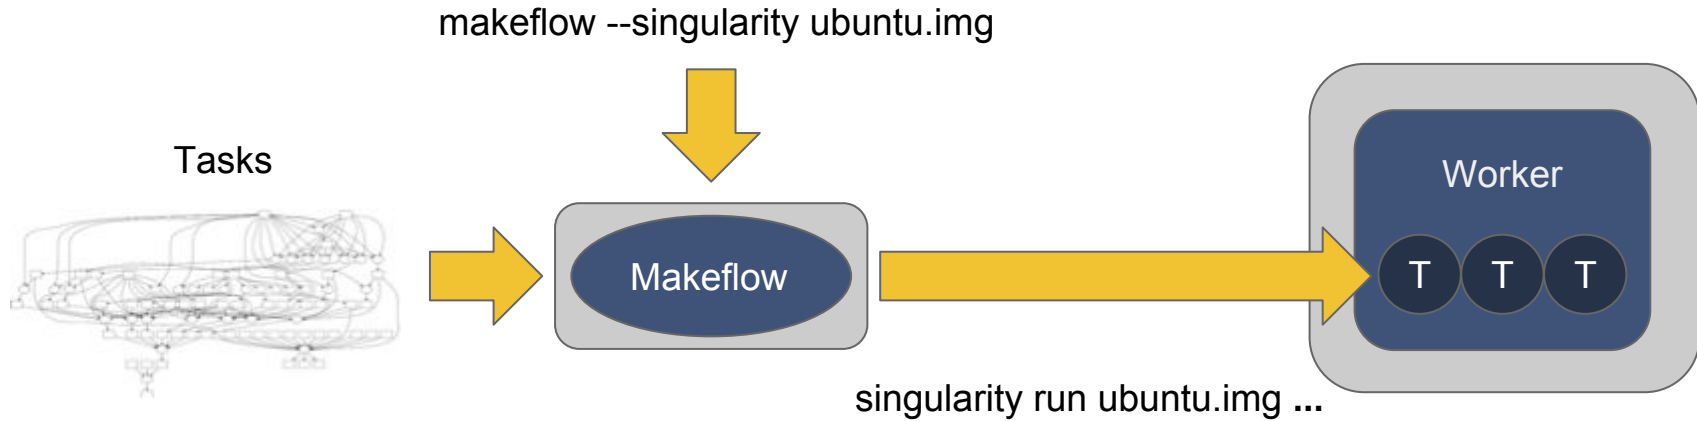 makeflow --singularity ubuntu.img
Tasks
Makeflow
Worker
T T T
singularity run ubuntu.img ...